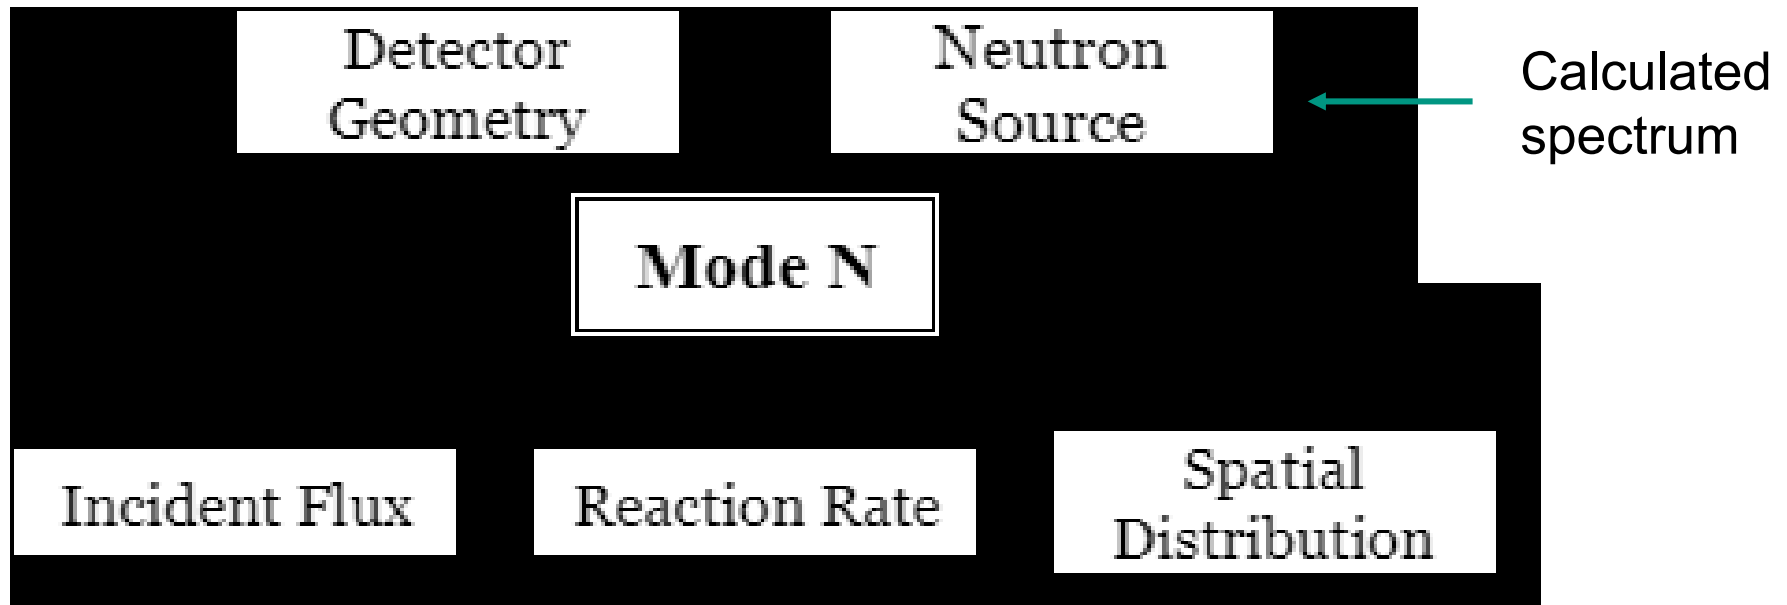 Detector
Geometry
Neutron
Source
Calculated
spectrum
Mode N
Incident Flux
Reaction Rate
Spatial
Distribution